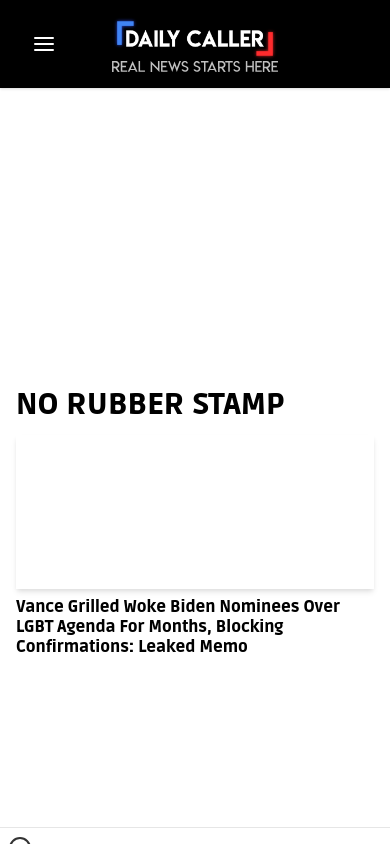 DAILY CALLER
REAL NEWS STARTS HERE
NO RUBBER STAMP
Vance Grilled Woke Biden Nominees Over
LGBT Agenda For Months, Blocking
Confirmations: Leaked Memo